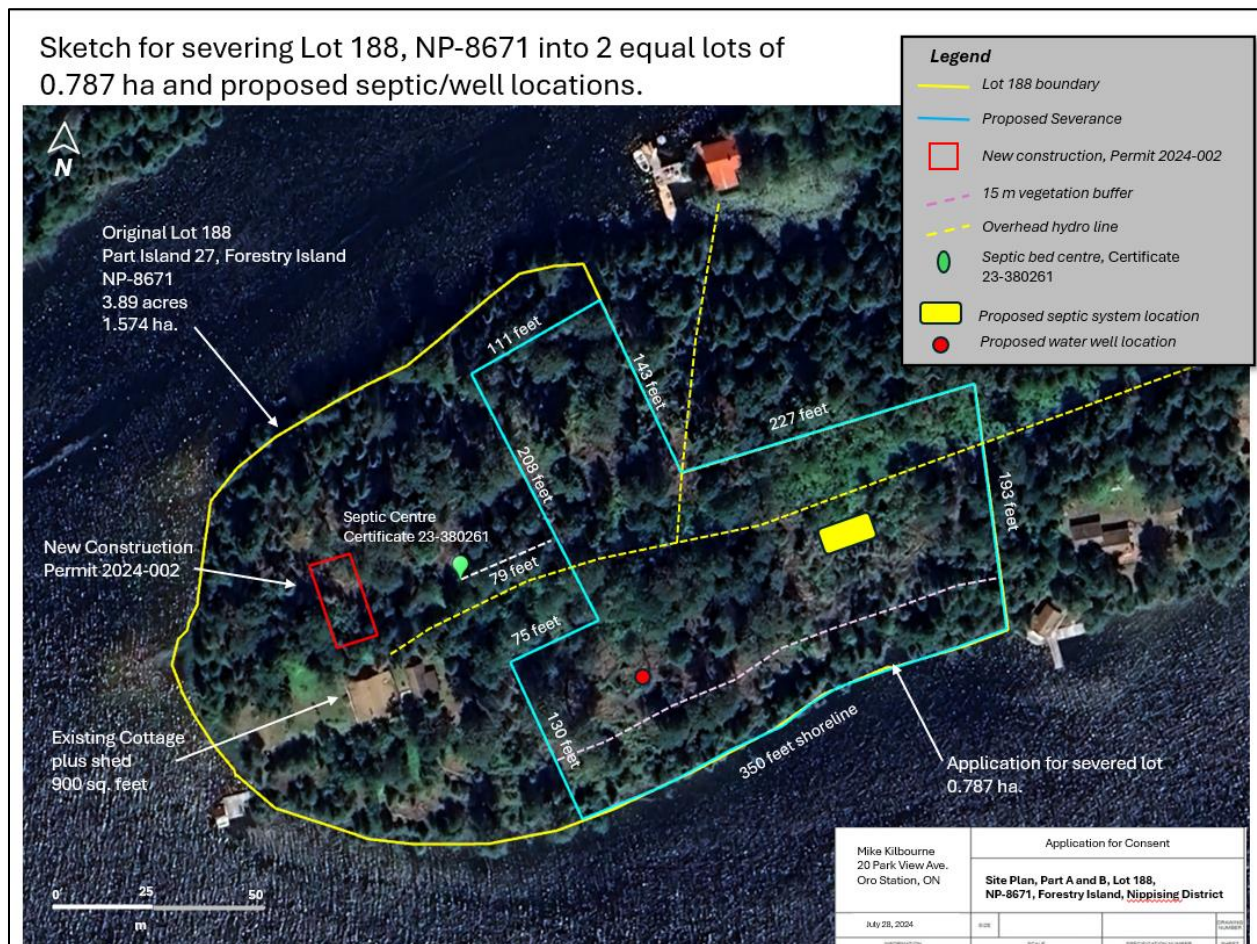 Sketch for severing Lot 188, NP-8671 into 2 equal lots of
0.787 ha and proposed septic/well locations.
Legend
Lot 188 boundary
Proposed Severance
New construction, Permit 2024-002
15 m vegetation buffer
Overhead hydro line
Septic bed centre, Certificate
23-380261
Proposed septic system location
Proposed water well location
N
Original Lot 188
Part Island 27, Forestry Island
NP-8671
3.89 acres
1.574 ha.
111 feet
143 feet
227 feet
208 feet
193 feet
Septic Centre
Certificate 23-380261
79 feet
New Construction
Permit 2024-002
75 feet
130 feet
350 feet shoreline
Existing Cottage
plus shed
900 sq. feet
Application for severed lot
0.787 ha.
0 25 50
m
Mike Kilbourne
20 Park View Ave.
Oro Station, ON
Application for Consent
Site Plan, Part A and B, Lot 188,
NP-8671, Forestry Island, Nippising District
July 28, 2024
SIZE
DRAWING
NUMBER